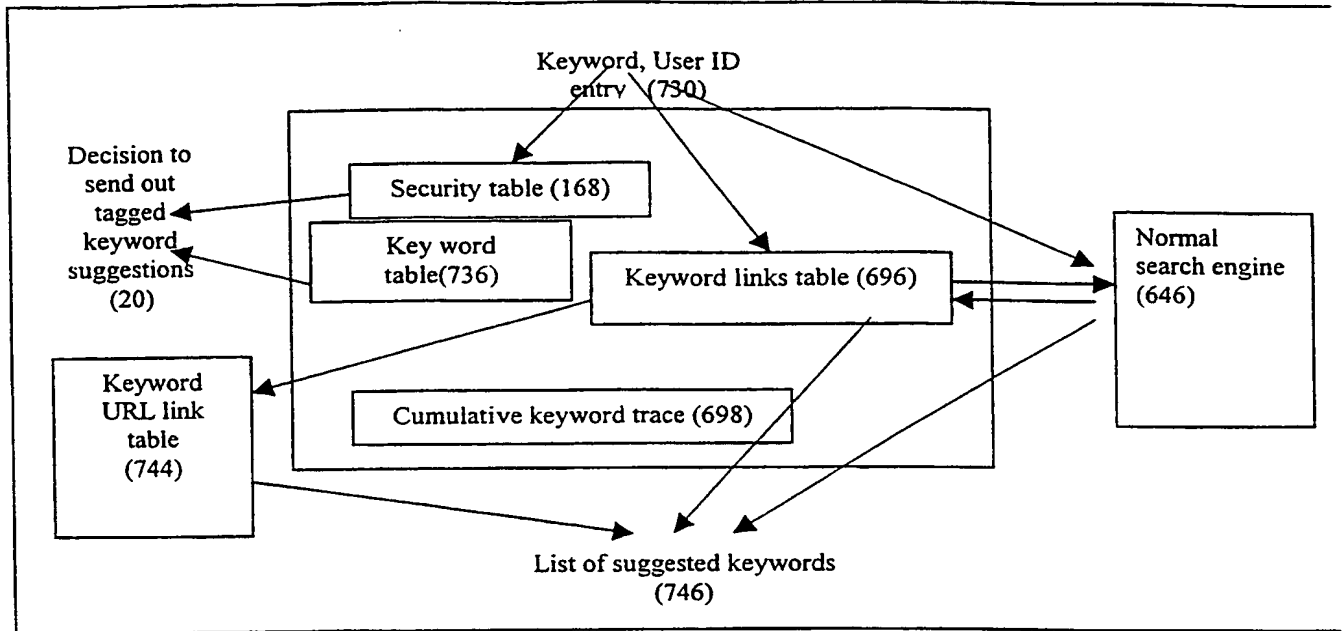 Keyword, User ID
entry (730)
Decision to
send out
tagged
keyword
suggestions
(20)
Security table (168)
Key word
table(736)
Keyword links table (696)
Normal
search engine
(646)
Keyword
URL link
table
(744)
Cumulative keyword trace (698)
List of suggested keywords
(746)